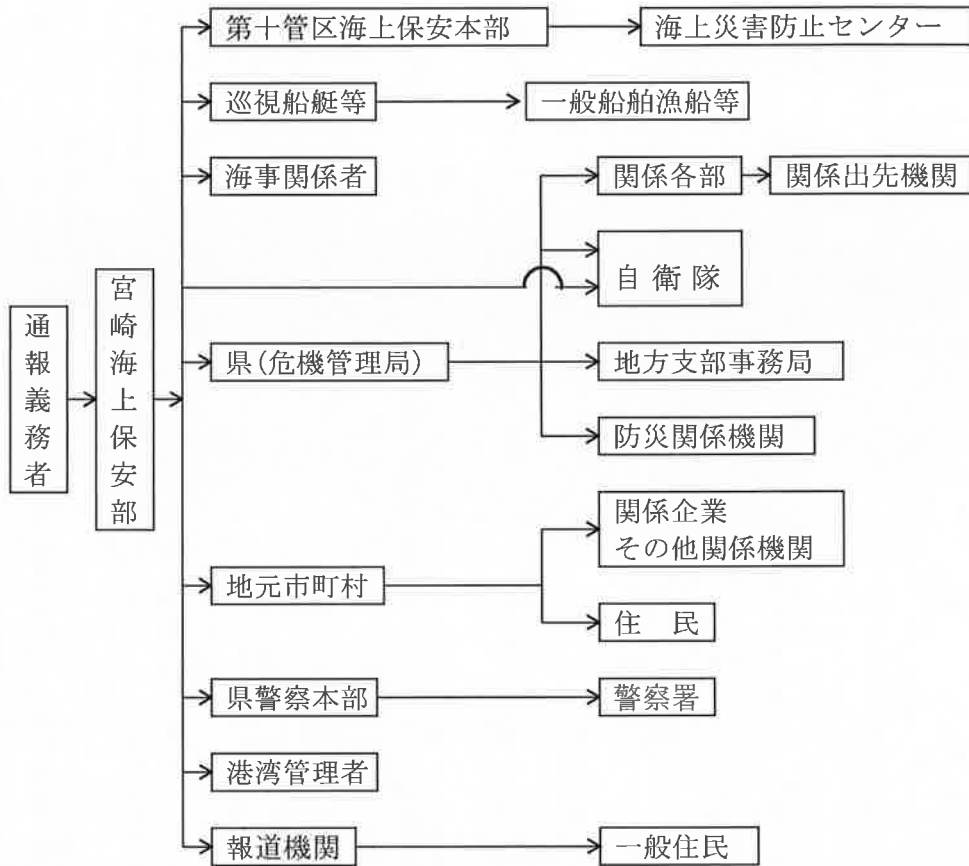 通報義務者
宮崎海上保安部
第十管区海上保安本部
海上災害防止センター
巡視船艇等
一般船舶漁船等
海事関係者
関係各部
関係出先機関
自衛隊
県(危機管理局)
地方支部事務局
防災関係機関
地元市町村
関係企業
その他関係機関
住　民
県警察本部
警察署
港湾管理者
報道機関
一般住民